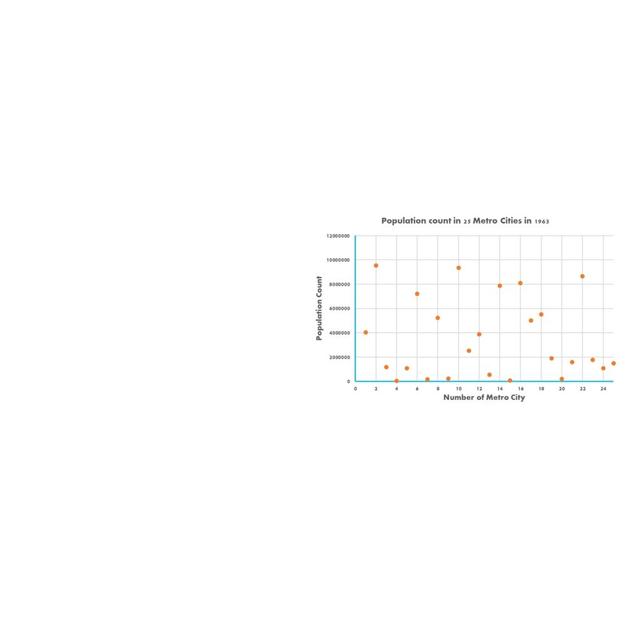 Population count in 25 Metro Cities in 1963
12000000
10000000
8000000
6000000
4000000
2000000
0
Population Count
0 2 4 6 8 10 12 14 16 18 20 22 24
Number of Metro City